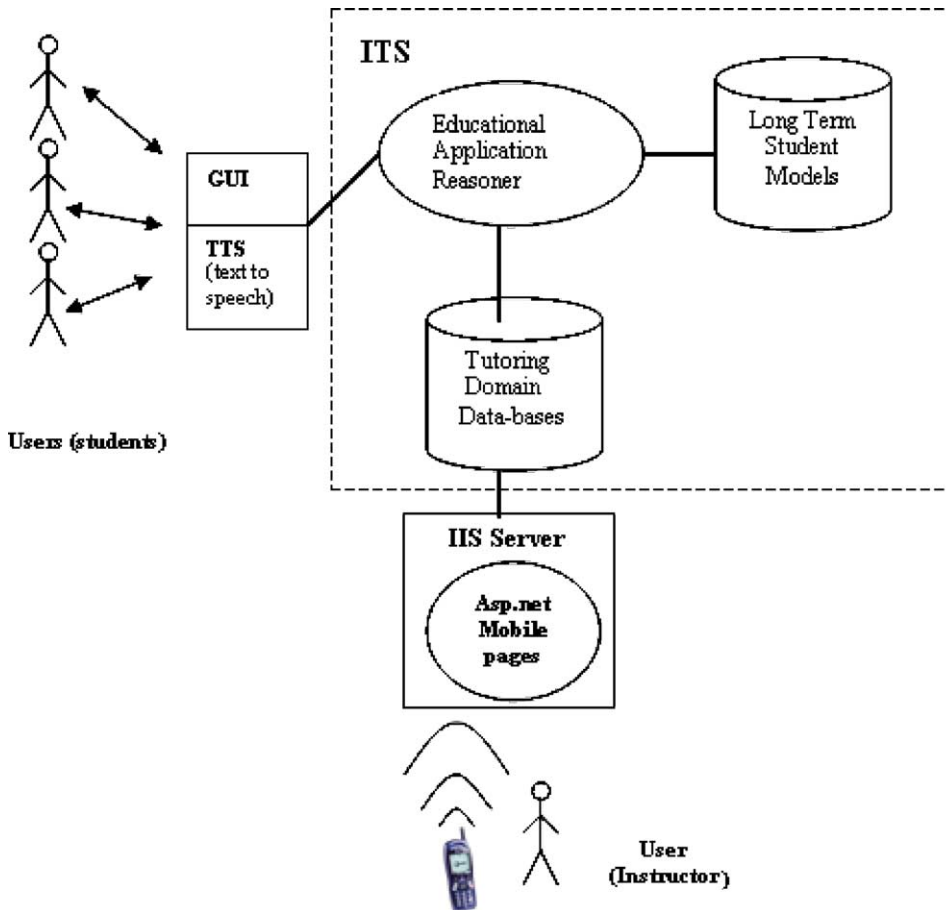 ITS
Educational
Application
Reasoner
Long Term
Student
Models
GUI
TTS
(text to
speech)
Tutoring
Domain
Data-bases
Users (students)
IIS Server
Asp.net
Mobile
pages
User
(Instructor)